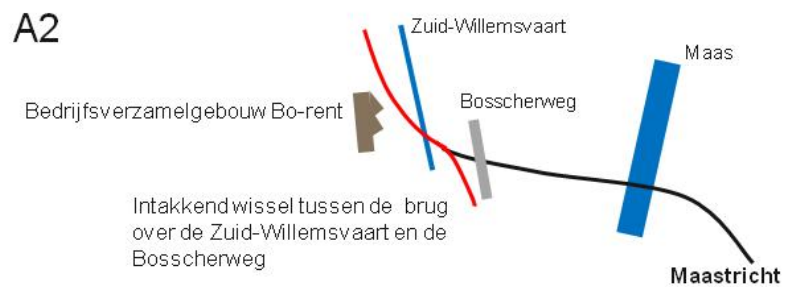 A2
Zuid-Willemsvaart
Maas
Bedrijfsverzamelgebouw Bo-rent
Bosscherweg
Intakkend wissel tussen de brug
over de Zuid-Willemsvaart en de
Bosscherweg
Maastricht